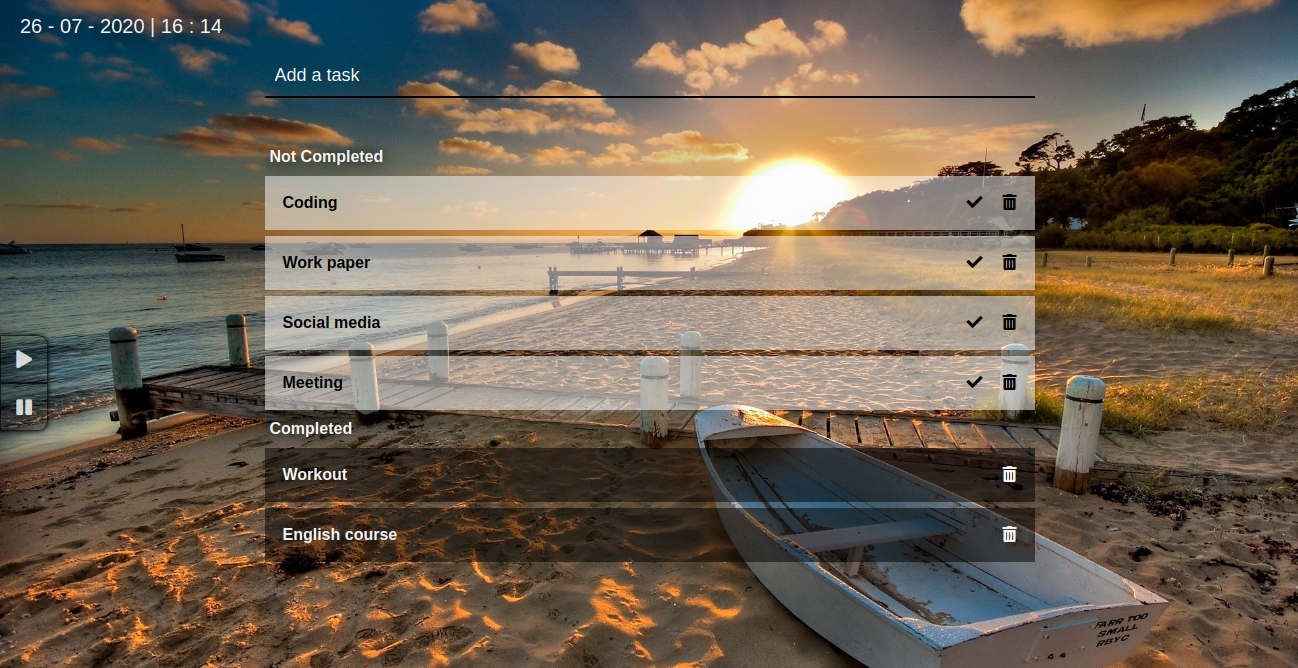 26 - 07 - 2020 | 16 : 14
Add a task
Not Completed
Coding
Work paper
Social media
Meeting
Completed
Workout
English course
FARR TOO
SMALL
RBYC